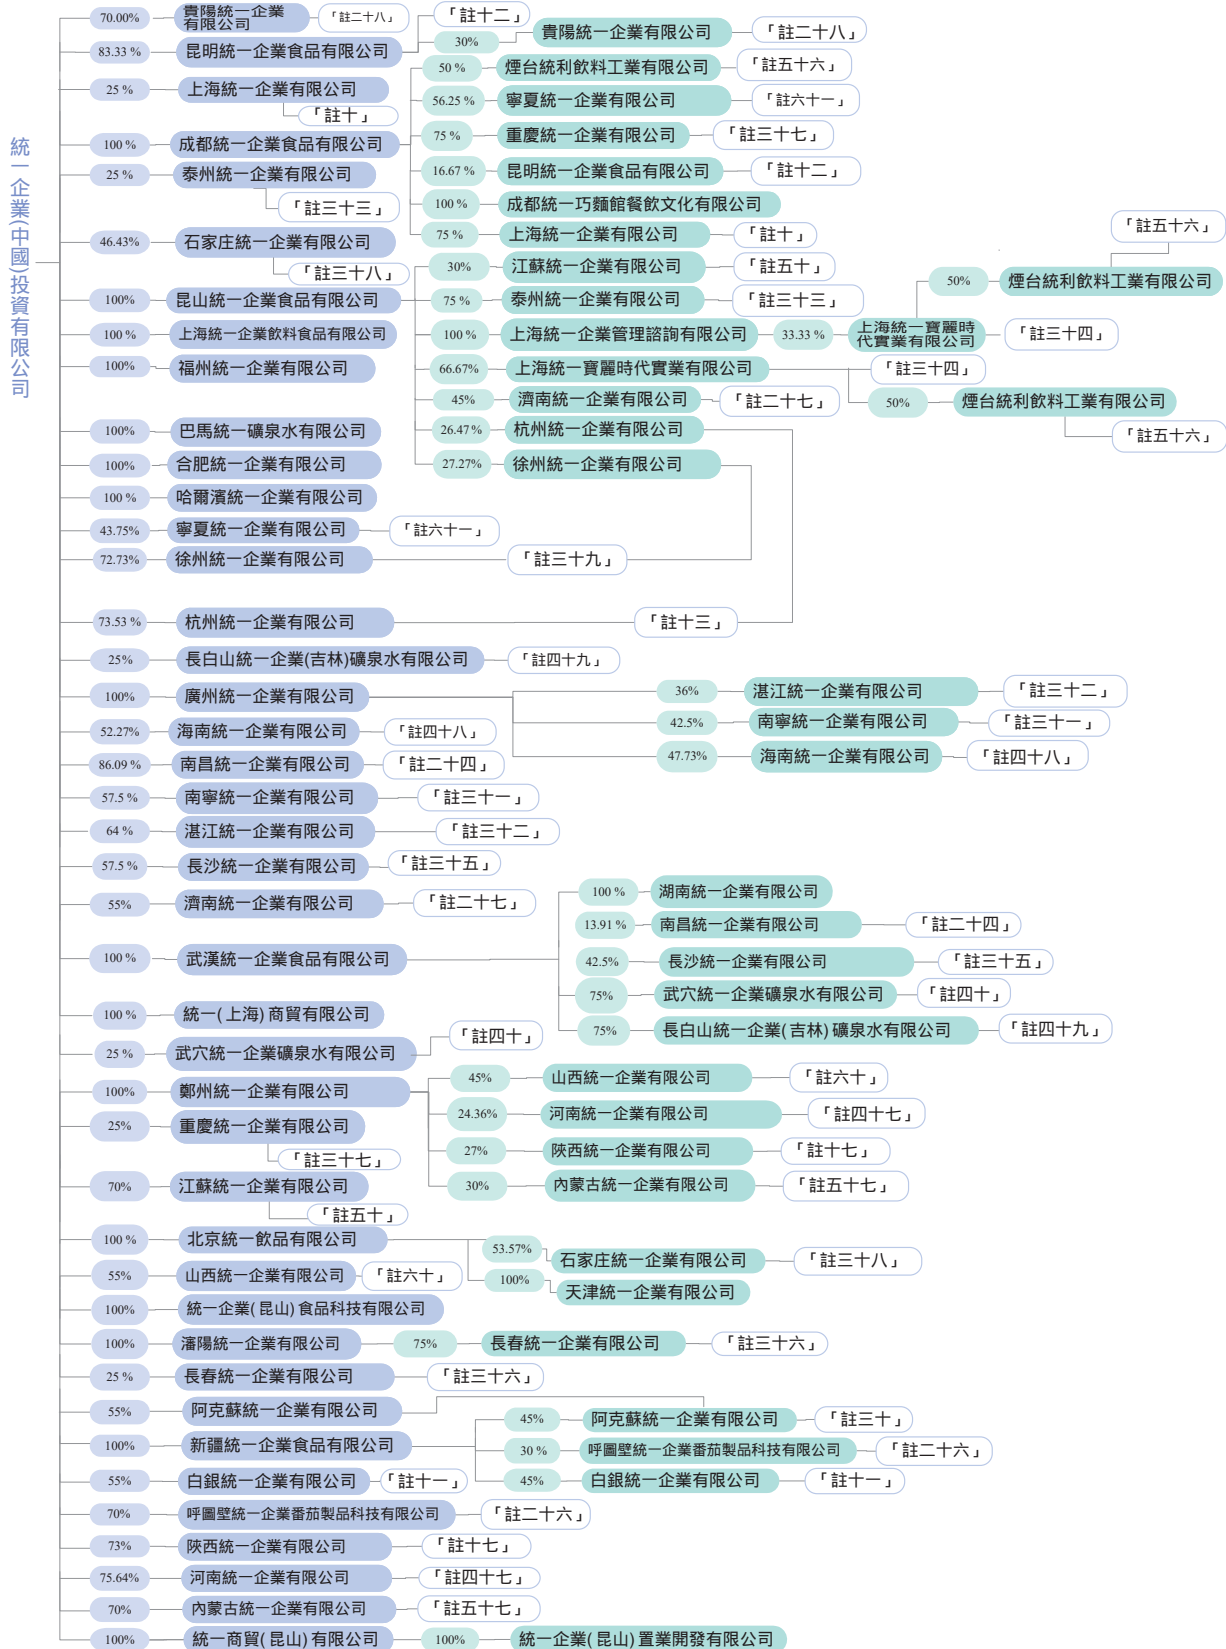 統一企業(中國)投資有限公司
70.00% 貴陽統一企業
有限公司 「註二十八」
83.33 % 昆明統一企業食品有限公司 「註十二」
30% 貴陽統一企業有限公司 「註二十八」
25 % 上海統一企業有限公司
「註十」
100 % 成都統一企業食品有限公司
50 % 煙台統利飲料工業有限公司 「註五十六」
56.25 % 寧夏統一企業有限公司 「註六十一」
75 % 重慶統一企業有限公司 「註三十七」
16.67 % 昆明統一企業食品有限公司 「註十二」
100 % 成都統一巧麵館餐飲文化有限公司
75 % 上海統一企業有限公司 「註十」
25 % 泰州統一企業有限公司
「註三十三」
46.43% 石家庄統一企業有限公司
「註三十八」
100% 昆山統一企業食品有限公司
30% 江蘇統一企業有限公司 「註五十」
75 % 泰州統一企業有限公司 「註三十三」
100 % 上海統一企業管理諮詢有限公司 33.33 % 上海統一寶麗時
代實業有限公司 「註三十四」
50% 煙台統利飲料工業有限公司
「註五十六」
66.67% 上海統一寶麗時代實業有限公司 「註三十四」
50% 煙台統利飲料工業有限公司
「註五十六」
45% 濟南統一企業有限公司 「註二十七」
26.47 % 杭州統一企業有限公司
27.27% 徐州統一企業有限公司
100 % 上海統一企業飲料食品有限公司
100% 福州統一企業有限公司
100% 巴馬統一礦泉水有限公司
100% 合肥統一企業有限公司
100 % 哈爾濱統一企業有限公司
43.75% 寧夏統一企業有限公司 「註六十一」
72.73% 徐州統一企業有限公司 「註三十九」
73.53 % 杭州統一企業有限公司 「註十三」
25% 長白山統一企業(吉林)礦泉水有限公司 「註四十九」
100% 廣州統一企業有限公司
36% 湛江統一企業有限公司 「註三十二」
42.5% 南寧統一企業有限公司 「註三十一」
47.73% 海南統一企業有限公司 「註四十八」
52.27% 海南統一企業有限公司 「註四十八」
86.09 % 南昌統一企業有限公司 「註二十四」
57.5 % 南寧統一企業有限公司 「註三十一」
64 % 湛江統一企業有限公司 「註三十二」
57.5 % 長沙統一企業有限公司 「註三十五」
55% 濟南統一企業有限公司 「註二十七」
100 % 武漢統一企業食品有限公司
100 % 湖南統一企業有限公司
13.91 % 南昌統一企業有限公司 「註二十四」
42.5% 長沙統一企業有限公司 「註三十五」
75% 武穴統一企業礦泉水有限公司 「註四十」
75% 長白山統一企業(吉林)礦泉水有限公司 「註四十九」
100 % 統一(上海)商貿有限公司
25 % 武穴統一企業礦泉水有限公司 「註四十」
100% 鄭州統一企業有限公司
45% 山西統一企業有限公司 「註六十」
24.36% 河南統一企業有限公司 「註四十七」
27% 陝西統一企業有限公司 「註十七」
30% 內蒙古統一企業有限公司 「註五十七」
25% 重慶統一企業有限公司
「註三十七」
70% 江蘇統一企業有限公司
「註五十」
100 % 北京統一飲品有限公司
53.57% 石家庄統一企業有限公司 「註三十八」
100% 天津統一企業有限公司
55% 山西統一企業有限公司 「註六十」
100% 統一企業(昆山)食品科技有限公司
100% 瀋陽統一企業有限公司 75% 長春統一企業有限公司 「註三十六」
25 % 長春統一企業有限公司 「註三十六」
55% 阿克蘇統一企業有限公司
100% 新疆統一企業食品有限公司
45% 阿克蘇統一企業有限公司 「註三十」
30 % 呼圖壁統一企業番茄製品科技有限公司 「註二十六」
45% 白銀統一企業有限公司 「註十一」
55% 白銀統一企業有限公司 「註十一」
70% 呼圖壁統一企業番茄製品科技有限公司 「註二十六」
73% 陝西統一企業有限公司 「註十七」
75.64% 河南統一企業有限公司 「註四十七」
70% 內蒙古統一企業有限公司 「註五十七」
100% 統一商貿(昆山)有限公司 100% 統一企業(昆山)置業開發有限公司